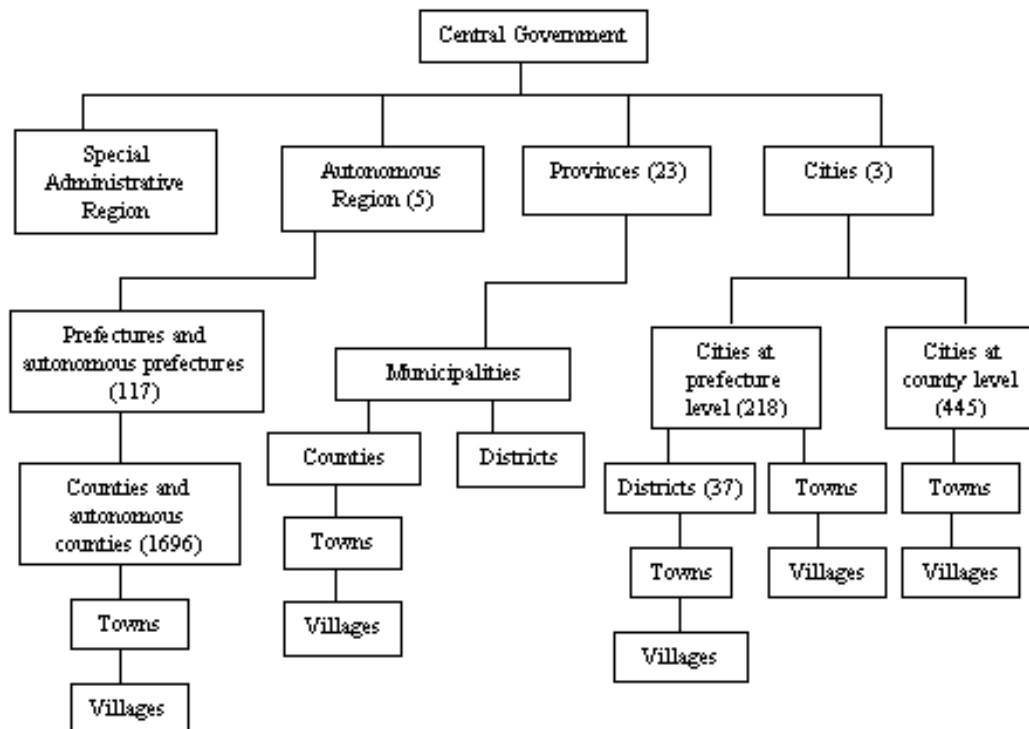 Central Government
Special
Administrative
Region
Autonomous
Region (5)
Provinces (23)
Cities (3)
Prefectures and
autonomous prefectures
(117)
Municipalities
Cities at
prefecture
level (218)
Cities at
county level
(445)
Counties and
autonomous
counties (1696)
Counties
Districts
Districts (37)
Towns
Towns
Towns
Towns
Villages
Villages
Towns
Villages
Villages
Villages